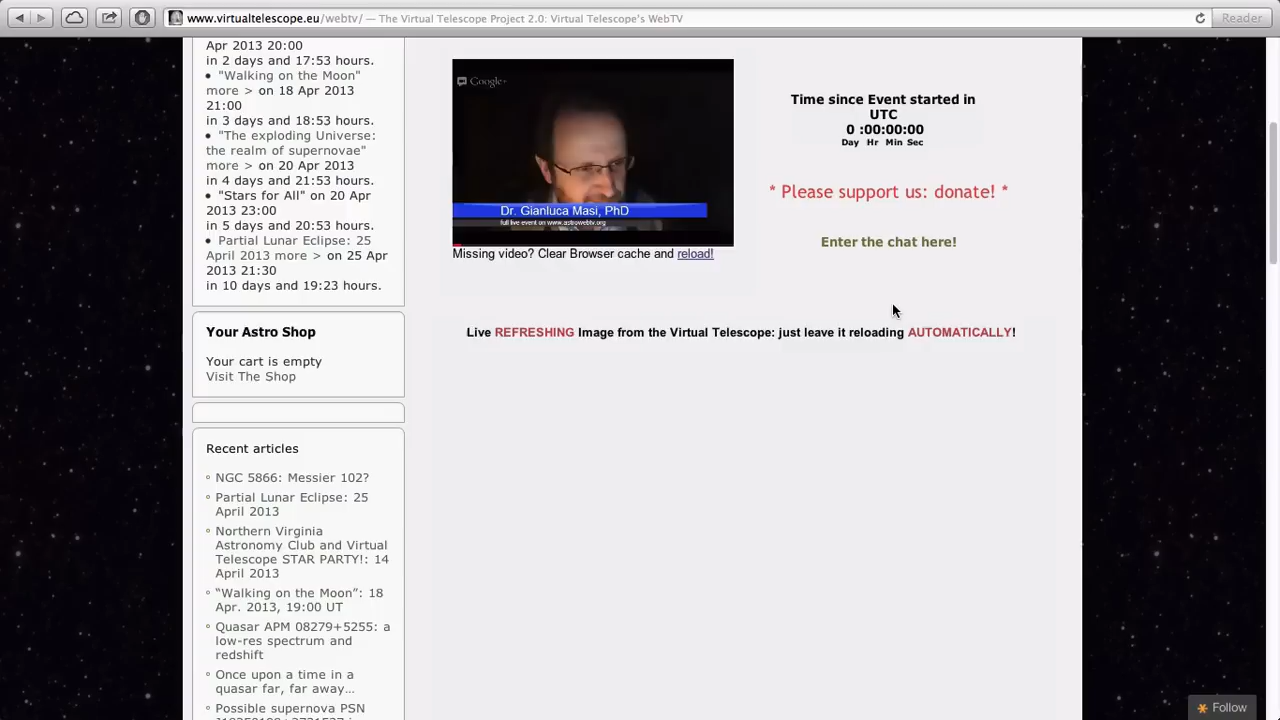 www.virtualtelescope.eu/webtv/ — The Virtual Telescope Project 2.0: Virtual Telescope's WebTV
Reader
Apr 2013 20:00
in 2 days and 17:53 hours.
• "Walking on the Moon"
more > on 18 Apr 2013
21:00
in 3 days and 18:53 hours.
• "The exploding Universe:
the realm of supernovae"
more > on 20 Apr 2013
in 4 days and 21:53 hours.
• "Stars for All" on 20 Apr
2013 23:00
in 5 days and 20:53 hours.
• Partial Lunar Eclipse: 25
April 2013 more > on 25 Apr
2013 21:30
in 10 days and 19:23 hours.
Your Astro Shop
Your cart is empty
Visit The Shop
Recent articles
NGC 5866: Messier 102?
Partial Lunar Eclipse: 25
April 2013
Northern Virginia
Astronomy Club and Virtual
Telescope STAR PARTY!: 14
April 2013
“Walking on the Moon”: 18
Apr. 2013, 19:00 UT
Quasar APM 08279+5255: a
low-res spectrum and
redshift
Once upon a time in a
quasar far, far away…
Possible supernova PSN
Google+
Dr. Gianluca Masi, PhD
full live event on www.astrowebtv.org
Missing video? Clear Browser cache and reload!
Time since Event started in
UTC
0 :00:00:00
Day Hr Min Sec
* Please support us: donate! *
Enter the chat here!
Live REFRESHING Image from the Virtual Telescope: just leave it reloading AUTOMATICALLY!
Follow